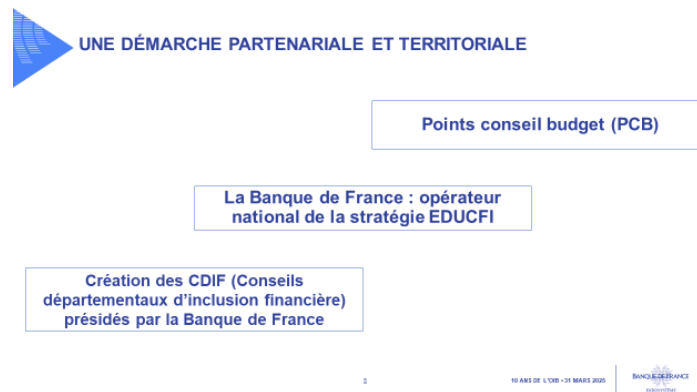 UNE DÉMARCHE PARTENARIALE ET TERRITORIALE
Points conseil budget (PCB)
La Banque de France : opérateur
national de la stratégie EDUCFI
Création des CDIF (Conseils
départementaux d’inclusion financière)
présidés par la Banque de France
10 ANS DE L'OIB • 31 MARS 2025
BANQUE DE FRANCE
EUROSYSTÈME